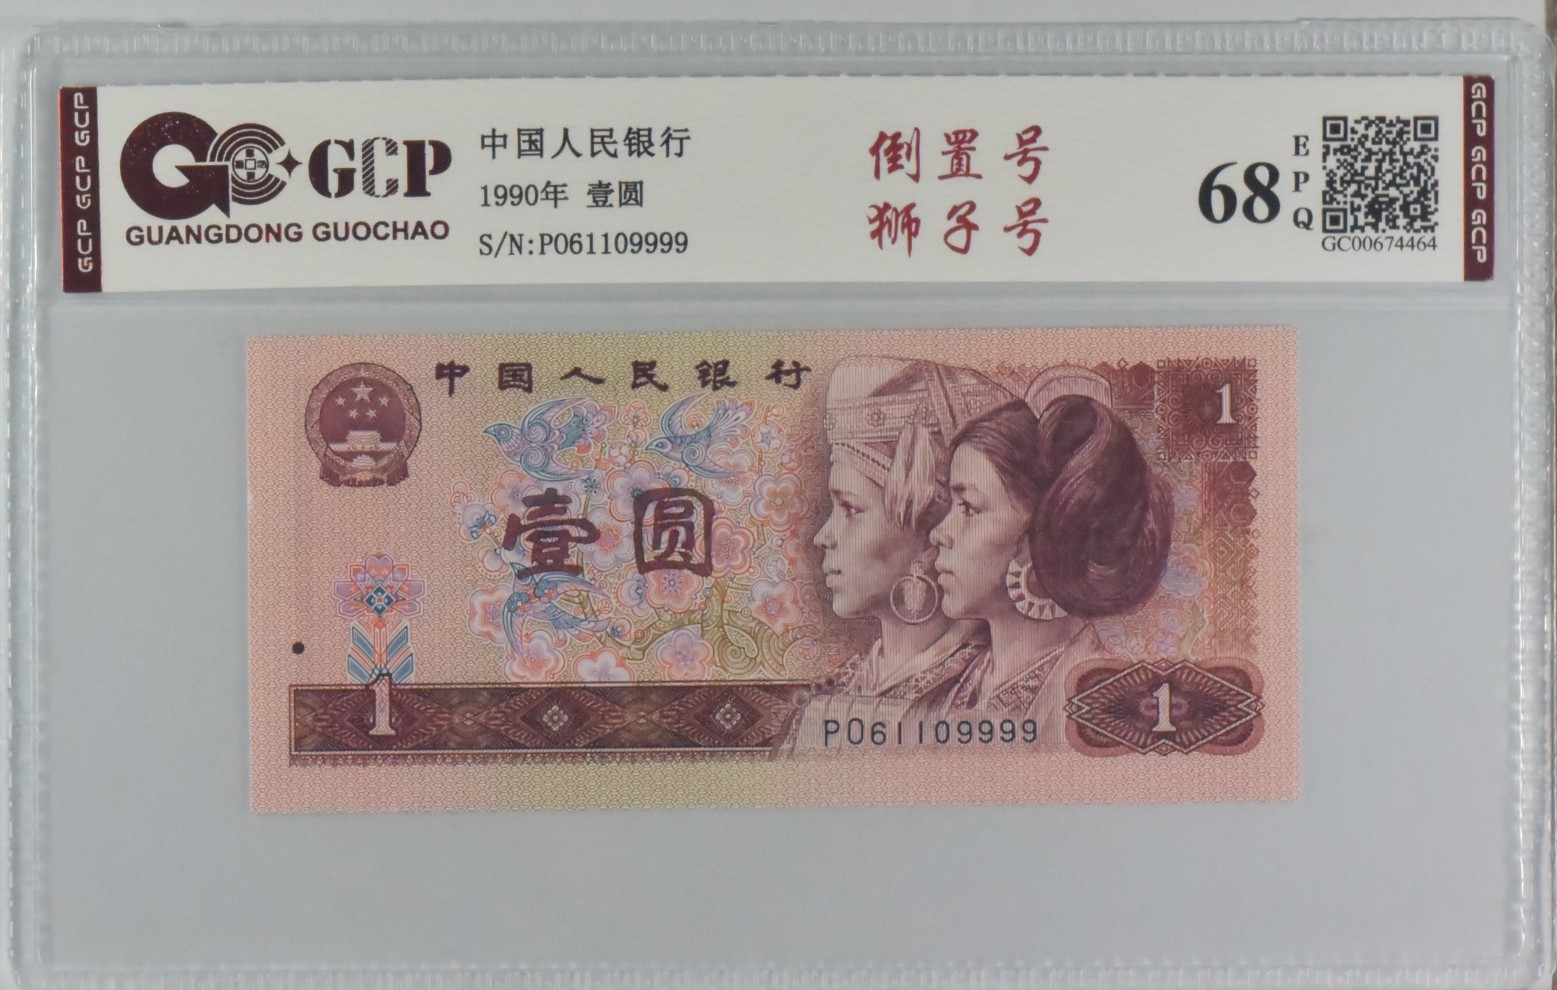 GCP GCP GCP
GCP
GUANGDONG GUOCHAO
中国人民银行
1990年 壹圆
S/N:P061109999
倒置号
狮子号
68
EPQ
GC00674464
GCP GCP GCP
中国人民银行
1
壹圆
1
PO61109999
1